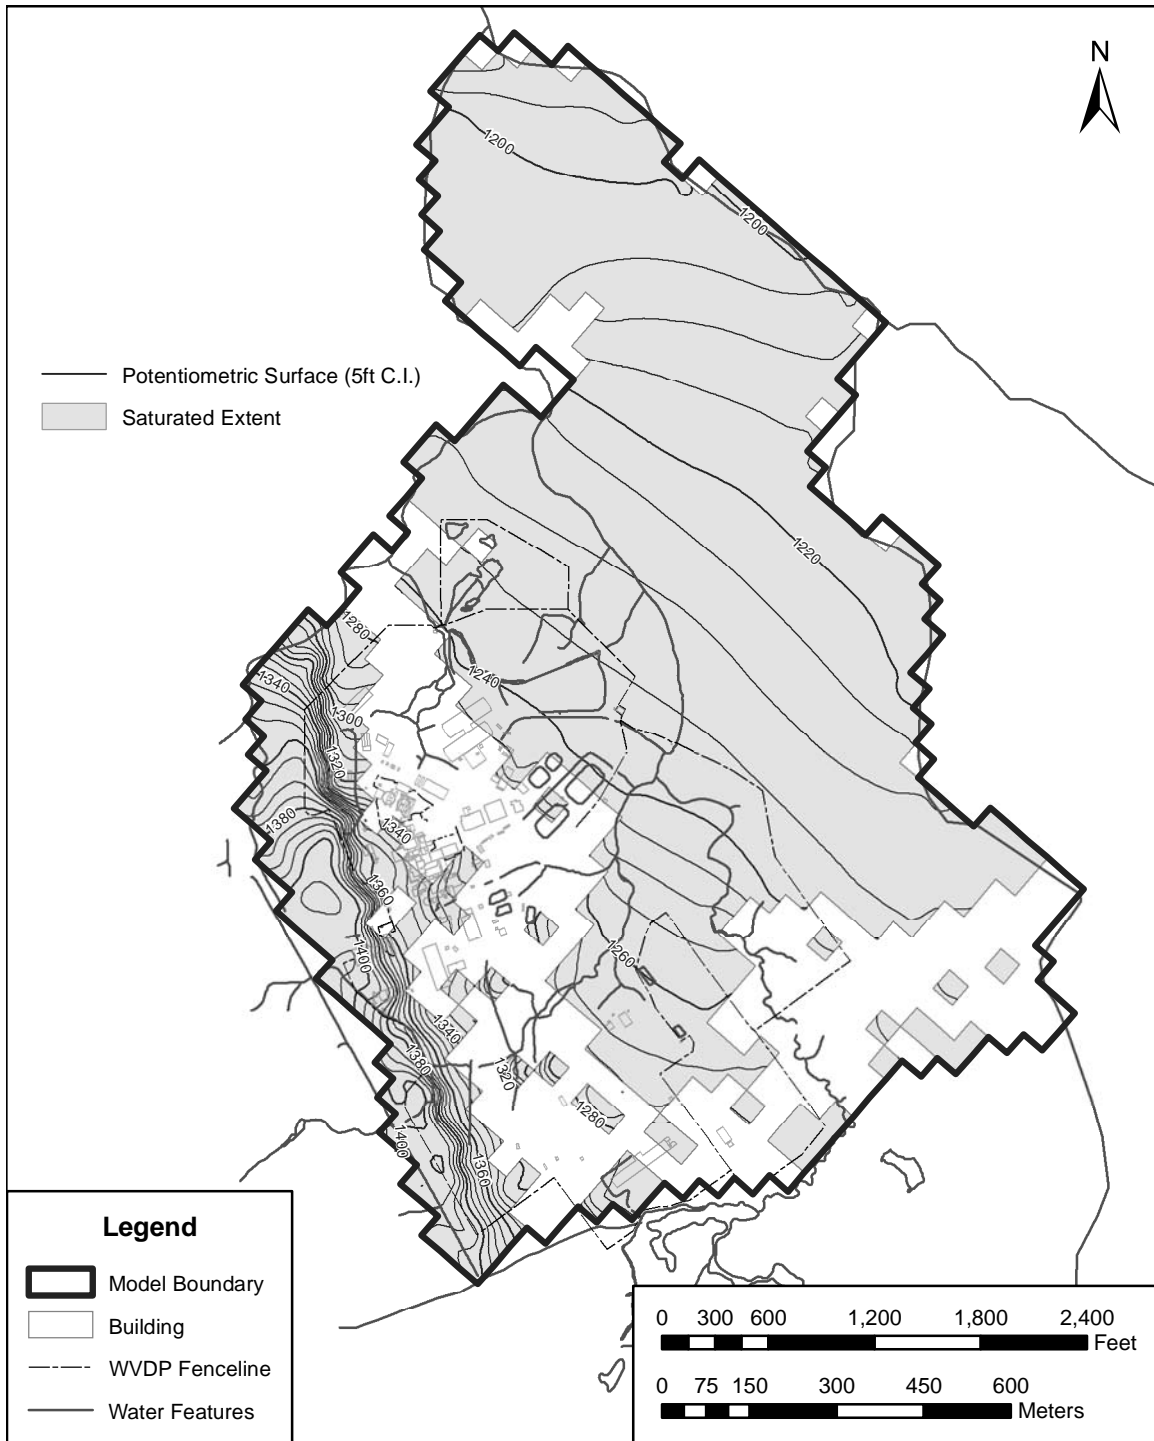 N
1200
1200
Potentiometric Surface (5ft C.I.)
Saturated Extent
1220
1280
1240
1340
1300
1320
1380
1340
1360
1260
1400
1340
1380
1320
1280
1400
1360
Legend
Model Boundary
Building
WVDP Fenceline
Water Features
0 300 600 1,200 1,800 2,400
Feet
0 75 150 300 450 600
Meters